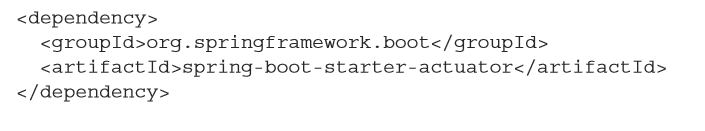 <dependency>
  <groupId>org.springframework.boot</groupId>
  <artifactId>spring-boot-starter-actuator</artifactId>
</dependency>